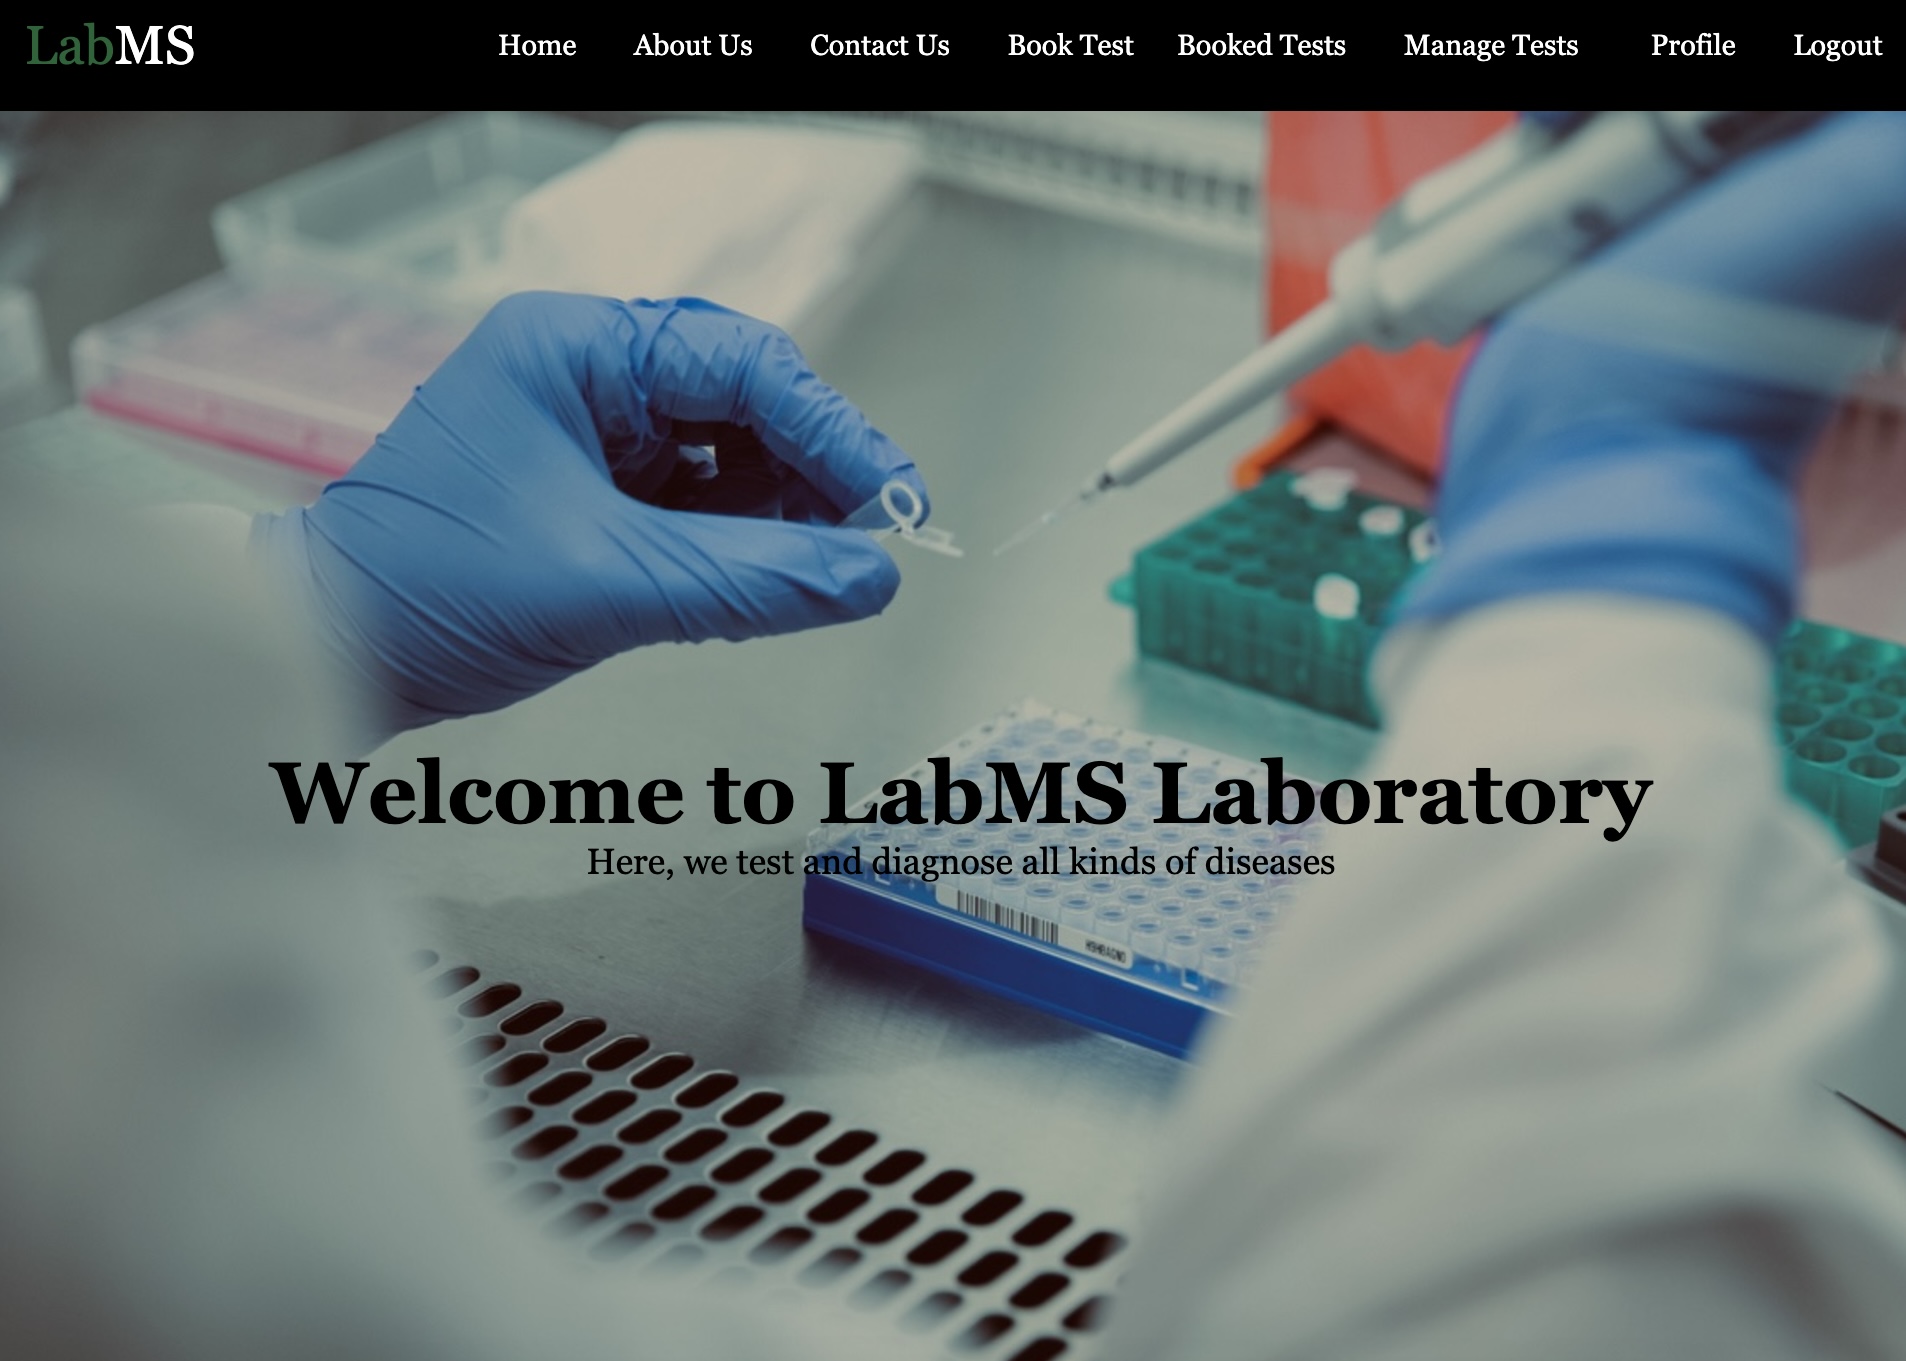 LabMS
Home About Us Contact Us Book Test Booked Tests Manage Tests Profile Logout
Welcome to LabMS Laboratory
Here, we test and diagnose all kinds of diseases